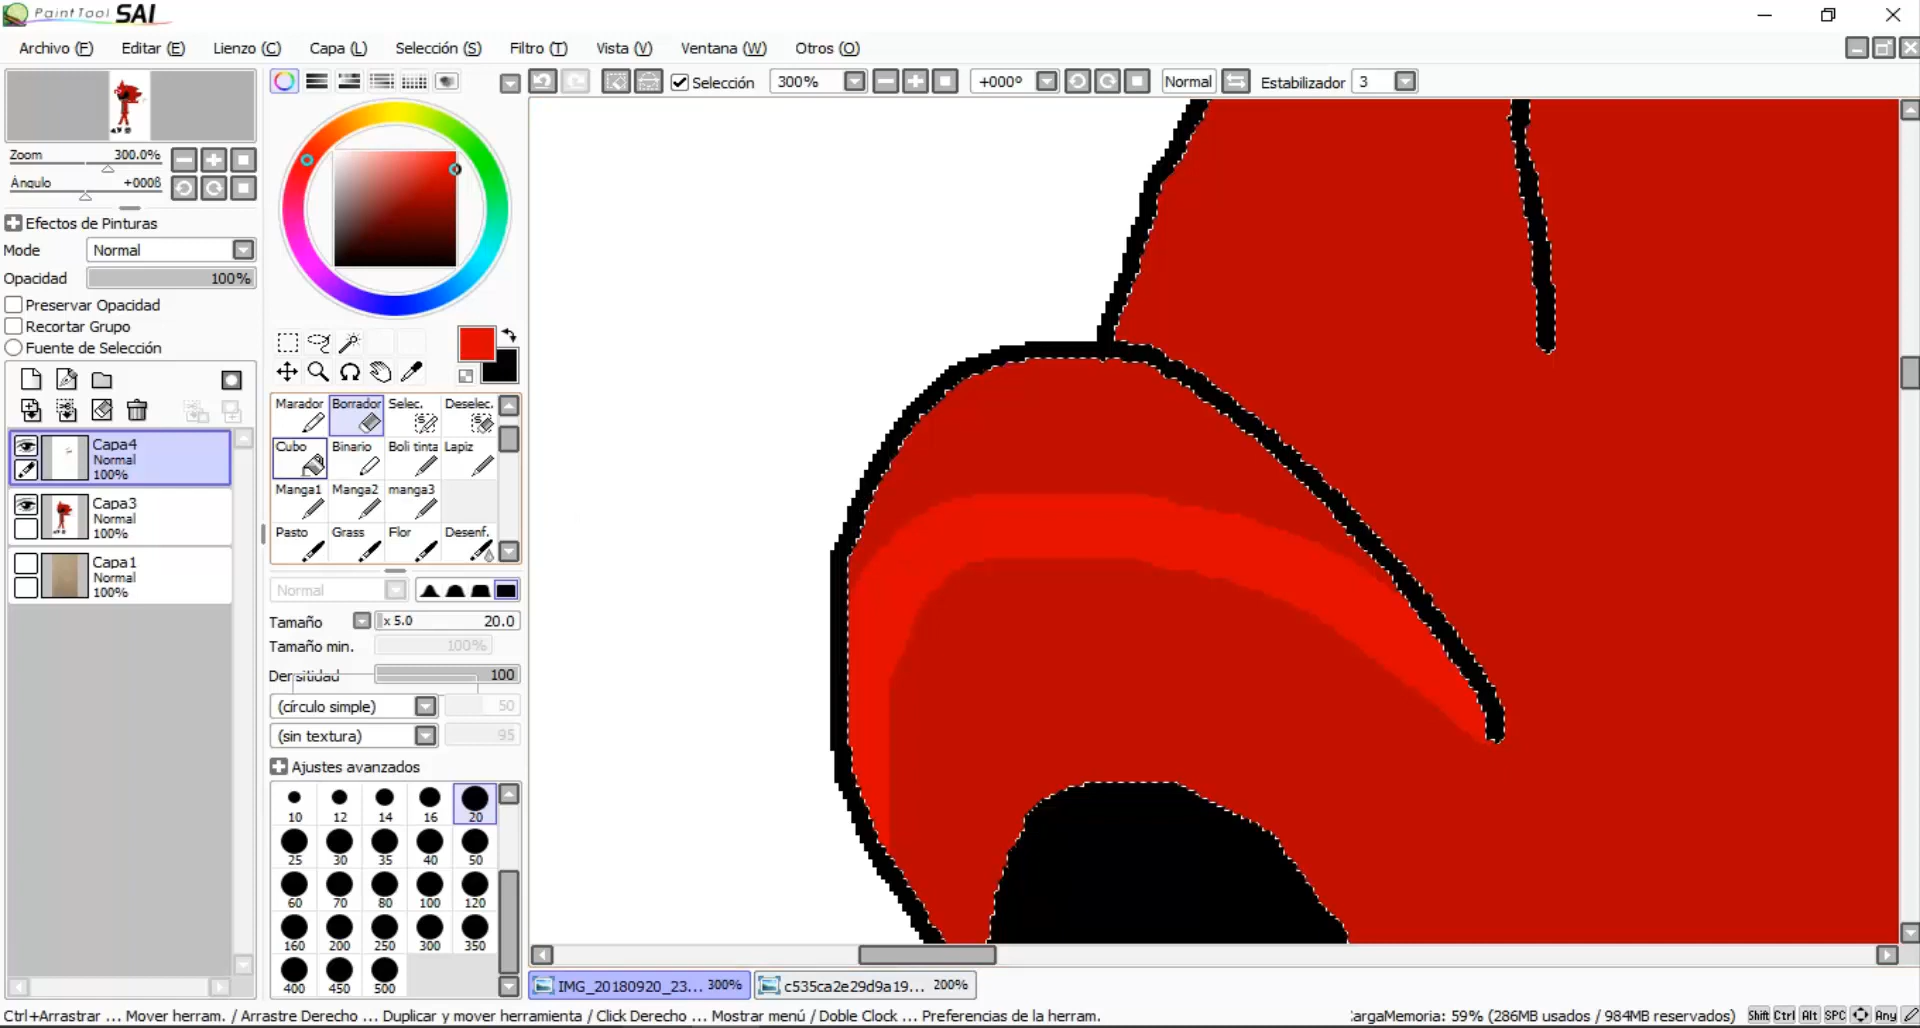 PaintTool SAI
Archivo (F) Editar (E) Lienzo (C) Capa (L) Selección (S) Filtro (T) Vista (V) Ventana (W) Otros (O)
Selección 300% +000º Normal Estabilizador 3
Zoom 300.0%
Ángulo +000ß
Efectos de Pinturas
Mode Normal
Opacidad 100%
Preservar Opacidad
Recortar Grupo
Fuente de Selección
Capa4
Normal
100%
Capa3
Normal
100%
Capa1
Normal
100%
Marador Borrador Selec. Deselec.
Cubo Binario Boli tinta Lapiz
Manga1 Manga2 manga3
Pasto Grass Flor Desenf.
Normal
Tamaño x 5.0 20.0
Tamaño min. 100%
Densitidad 100
(círculo simple) 50
(sin textura) 95
Ajustes avanzados
10 12 14 16 20
25 30 35 40 50
60 70 80 100 120
160 200 250 300 350
400 450 500
IMG_20180920_23... 300% c535ca2e29d9a19... 200%
Ctrl+Arrastrar ... Mover herram. / Arrastre Derecho ... Duplicar y mover herramienta / Click Derecho ... Mostrar menú / Doble Clock ... Preferencias de la herram.
argaMemoria: 59% (286MB usados / 984MB reservados) Shift Ctrl Alt SPC Any